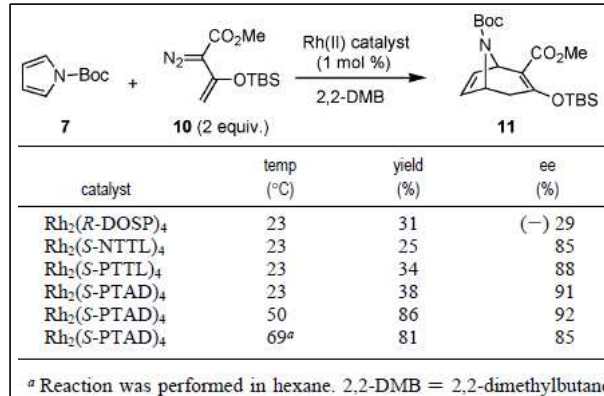 Boc
N
CO₂Me
CO₂Me
Rh(II) catalyst
N₂
N-Boc
(1 mol %)
+
OTBS
2,2-DMB
OTBS
7
10 (2 equiv.)
11
temp yield ee
catalyst (°C) (%) (%)
Rh₂(R-DOSP)₄ 23 31 (−) 29
Rh₂(S-NTTL)₄ 23 25 85
Rh₂(S-PTTL)₄ 23 34 88
Rh₂(S-PTAD)₄ 23 38 91
Rh₂(S-PTAD)₄ 50 86 92
Rh₂(S-PTAD)₄ 69ᵃ 81 85
ᵃ Reaction was performed in hexane. 2,2-DMB = 2,2-dimethylbutane